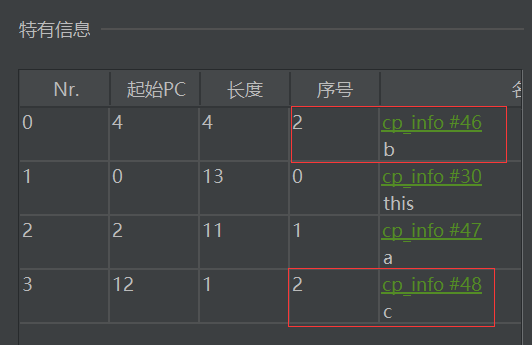 特有信息
Nr. 起始PC 长度 序号
0 4 4 2 cp_info #46
b
1 0 13 0 cp_info #30
this
2 2 11 1 cp_info #47
a
3 12 1 2 cp_info #48
c